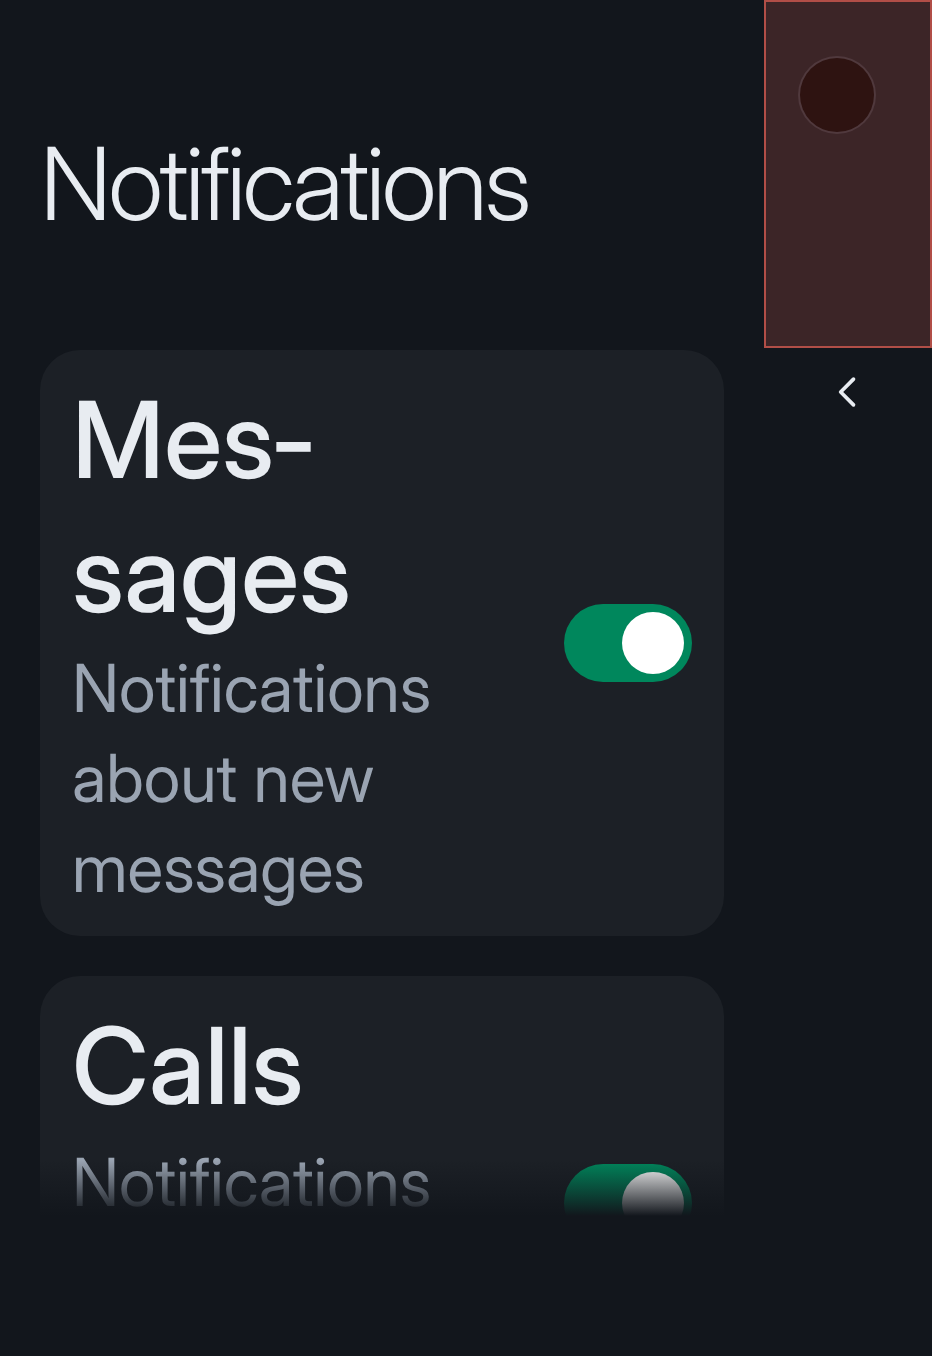 Notifications
Mes-
sages
Notifications
about new
messages
Calls
Notifications